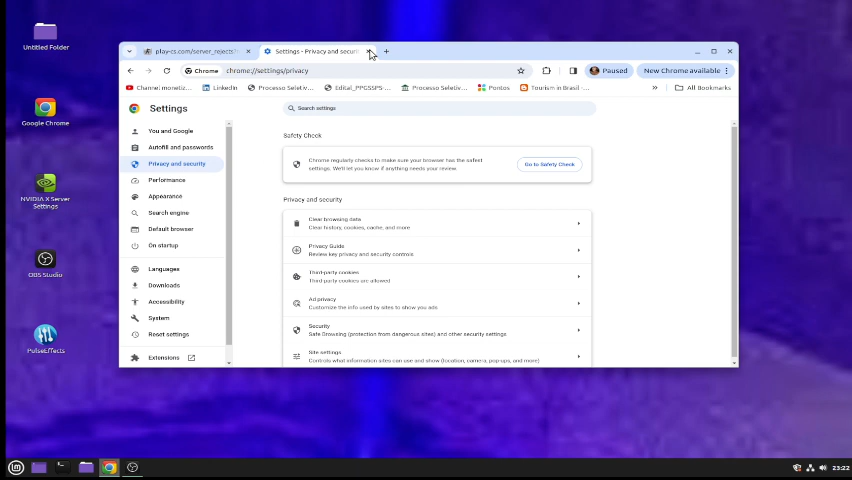 Untitled Folder
Google Chrome
NVIDIA X Server
Settings
OBS Studio
PulseEffects
play-cs.com/server_rejects?
Settings - Privacy and securi
Chrome
chrome://settings/privacy
Paused
New Chrome available
Channel monetiz...
LinkedIn
Processo Seletiv...
Edital_PPGSSPS-...
Processo Seletiv...
Pontos
Tourism in Brasil -...
All Bookmarks
Settings
Search settings
You and Google
Autofill and passwords
Privacy and security
Performance
Appearance
Search engine
Default browser
On startup
Languages
Downloads
Accessibility
System
Reset settings
Extensions
Safety Check
Chrome regularly checks to make sure your browser has the safest
settings. We'll let you know if anything needs your review.
Go to Safety Check
Privacy and security
Clear browsing data
Clear history, cookies, cache, and more
Privacy Guide
Review key privacy and security controls
Third-party cookies
Third-party cookies are allowed
Ad privacy
Customize the info used by sites to show you ads
Security
Safe Browsing (protection from dangerous sites) and other security settings
Site settings
Controls what information sites can use and show (location, camera, pop-ups, and more)
23:22